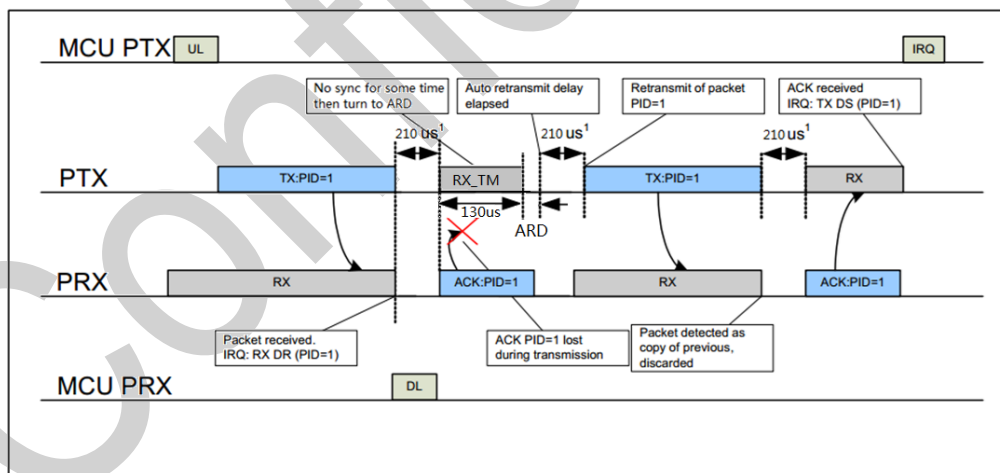 MCU PTX
UL
IRQ
No sync for some time
then turn to ARD
Auto retransmit delay
elapsed
Retransmit of packet
PID=1
ACK received
IRQ: TX DS (PID=1)
210 us1
210 us1
210 us1
PTX
TX:PID=1
RX_TM
TX:PID=1
RX
130us
ARD
PRX
RX
ACK:PID=1
RX
ACK:PID=1
Packet received.
IRQ: RX DR (PID=1)
ACK PID=1 lost
during transmission
Packet detected as
copy of previous,
discarded
MCU PRX
DL